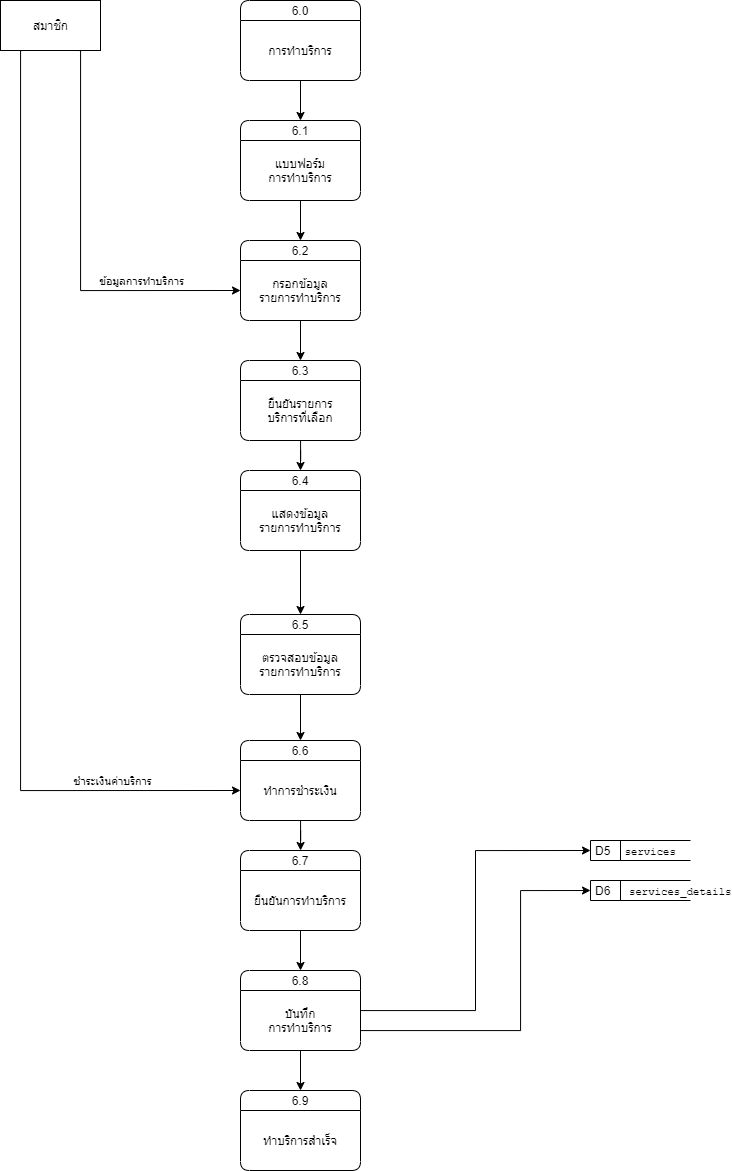 สมาชิก
6.0
การทำบริการ
6.1
แบบฟอร์ม
การทำบริการ
6.2
กรอกข้อมูล
รายการทำบริการ
ข้อมูลการทำบริการ
6.3
ยืนยันรายการ
บริการที่เลือก
6.4
แสดงข้อมูล
รายการทำบริการ
6.5
ตรวจสอบข้อมูล
รายการทำบริการ
6.6
ทำการชำระเงิน
ชำระเงินค่าบริการ
6.7
ยืนยันการทำบริการ
D5 services
D6 services_details
6.8
บันทึก
การทำบริการ
6.9
ทำบริการสำเร็จ